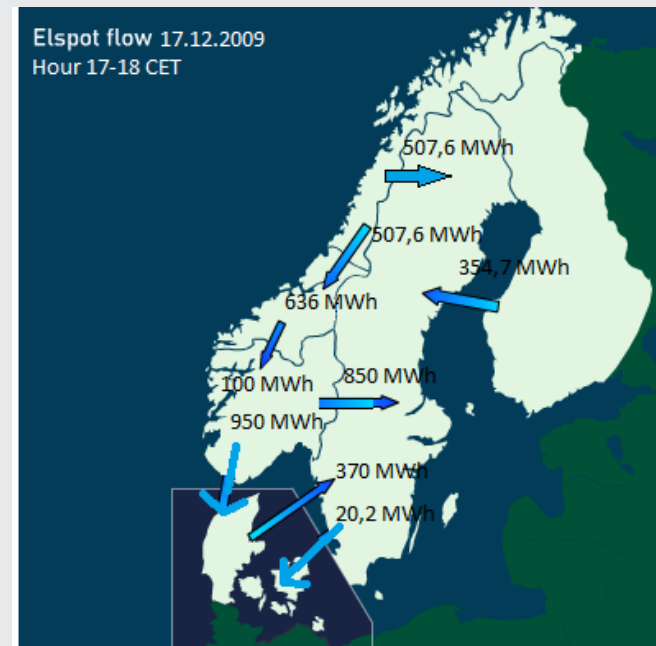 Elspot flow 17.12.2009
Hour 17-18 CET
507,6 MWh
507,6 MWh
354,7 MWh
636 MWh
850 MWh
100 MWh
950 MWh
370 MWh
20,2 MWh